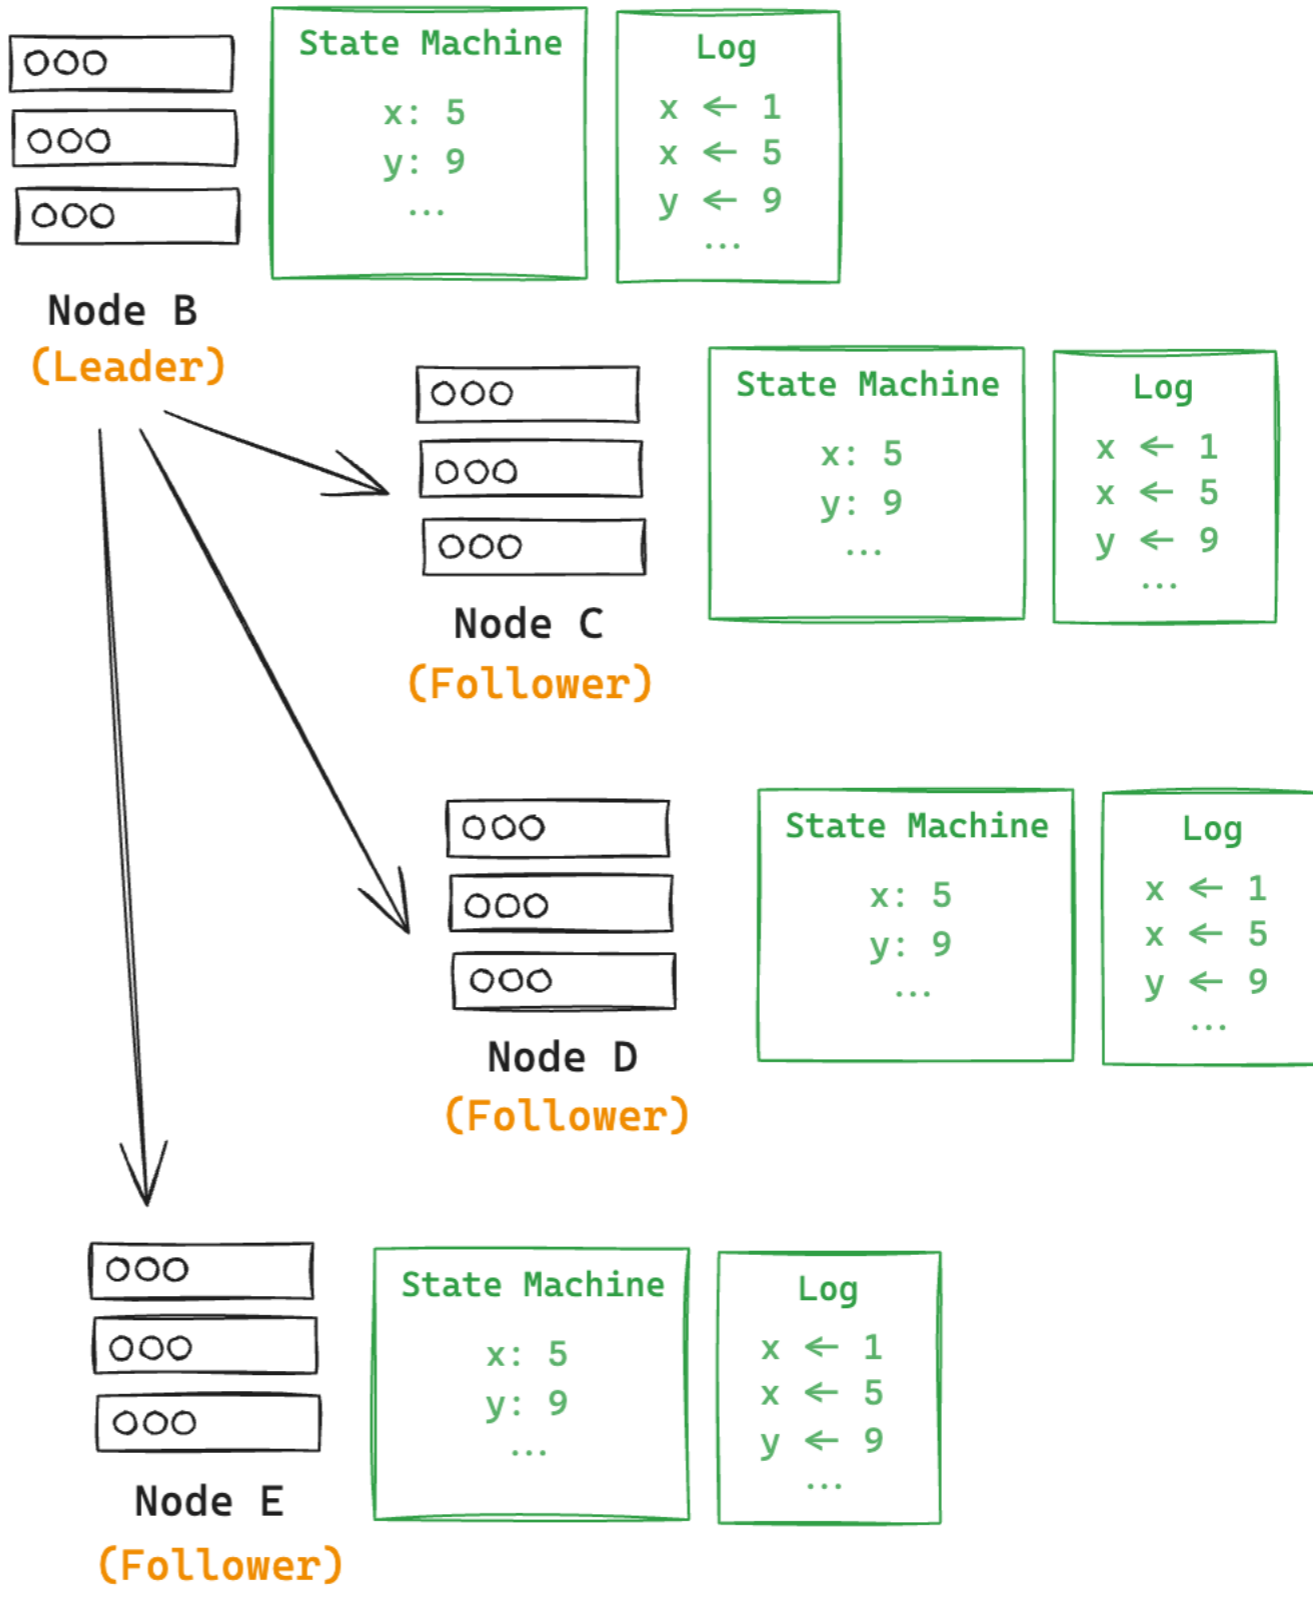 State Machine
x: 5
y: 9
...
Log
x ← 1
x ← 5
y ← 9
...
Node B
(Leader)
State Machine
x: 5
y: 9
...
Log
x ← 1
x ← 5
y ← 9
...
Node C
(Follower)
State Machine
x: 5
y: 9
...
Log
x ← 1
x ← 5
y ← 9
...
Node D
(Follower)
State Machine
x: 5
y: 9
...
Log
x ← 1
x ← 5
y ← 9
...
Node E
(Follower)